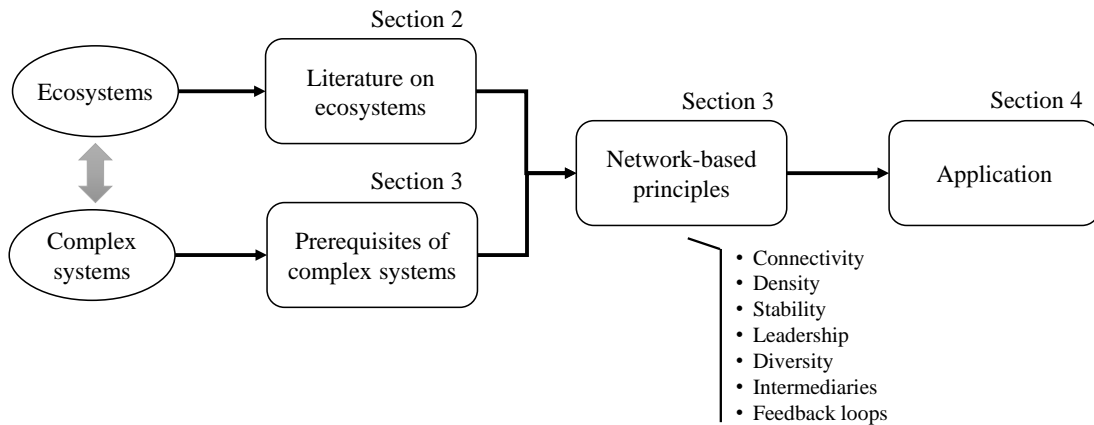 Section 2
Ecosystems
Literature on
ecosystems
Section 3
Complex
systems
Prerequisites of
complex systems
Section 3
Network-based
principles
Section 4
Application
• Connectivity
• Density
• Stability
• Leadership
• Diversity
• Intermediaries
• Feedback loops